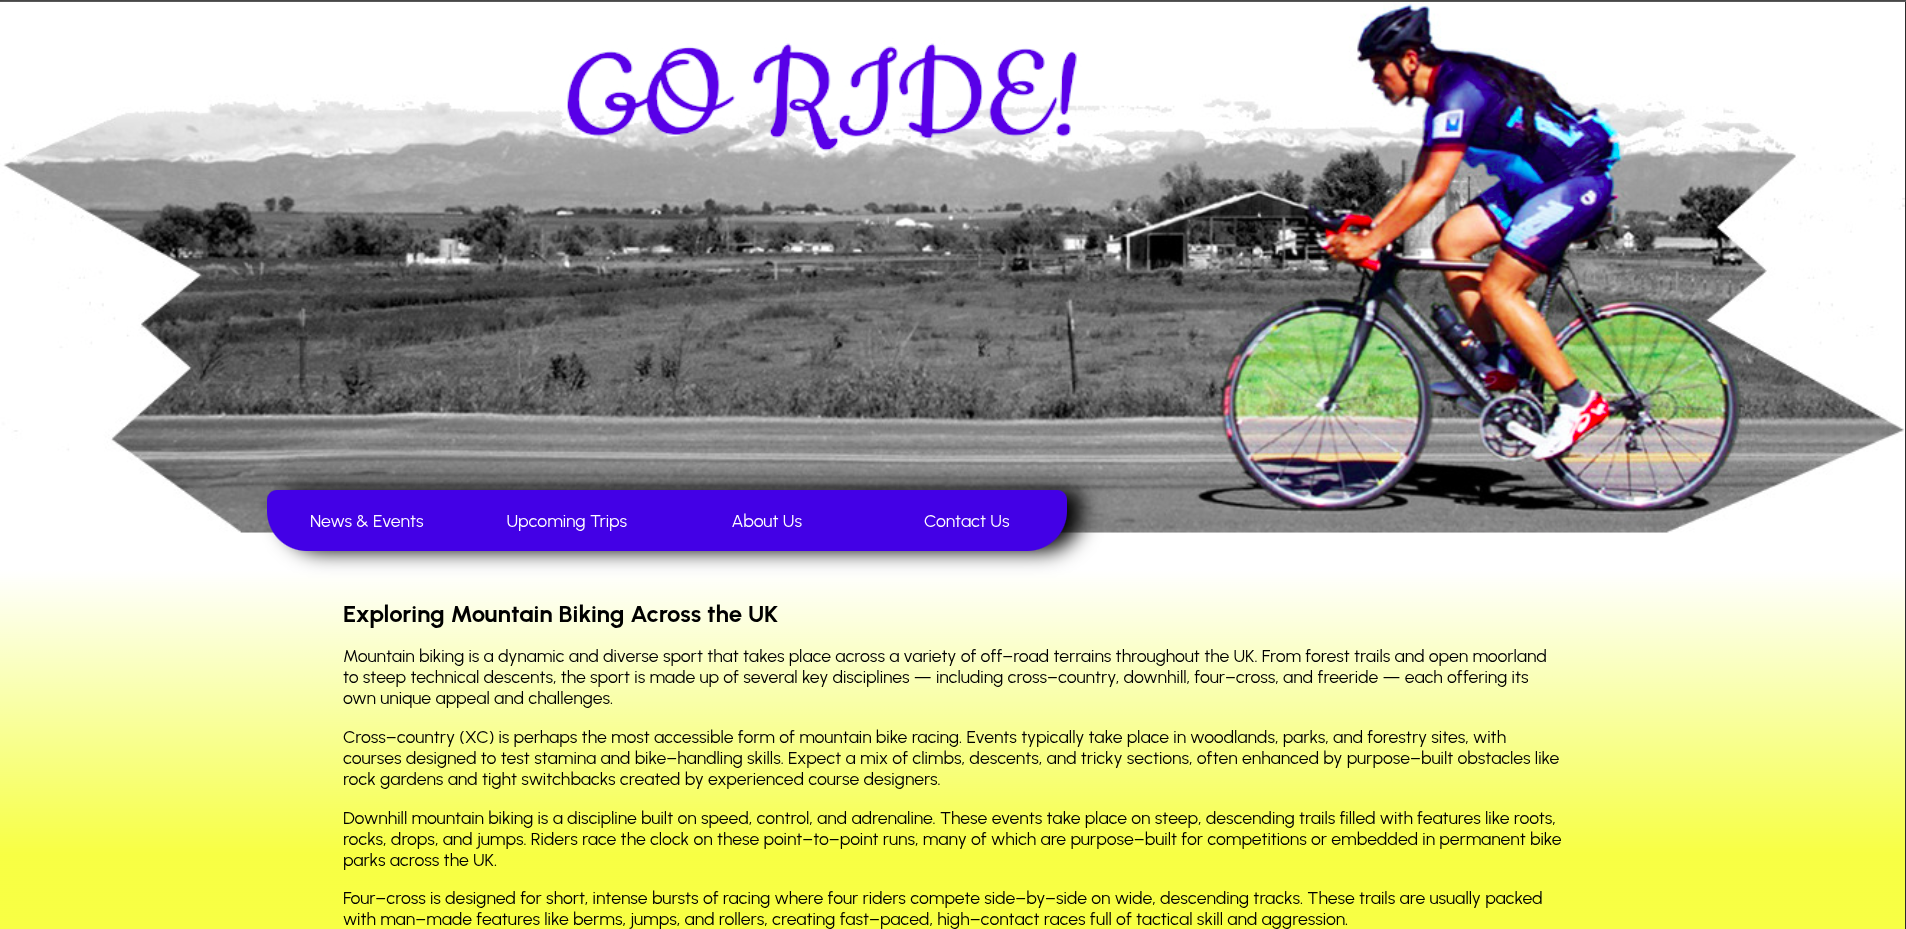 GO RIDE!
News & Events
Upcoming Trips
About Us
Contact Us
Exploring Mountain Biking Across the UK
Mountain biking is a dynamic and diverse sport that takes place across a variety of off–road terrains throughout the UK. From forest trails and open moorland
to steep technical descents, the sport is made up of several key disciplines — including cross–country, downhill, four–cross, and freeride — each offering its
own unique appeal and challenges.
Cross–country (XC) is perhaps the most accessible form of mountain bike racing. Events typically take place in woodlands, parks, and forestry sites, with
courses designed to test stamina and bike–handling skills. Expect a mix of climbs, descents, and tricky sections, often enhanced by purpose–built obstacles like
rock gardens and tight switchbacks created by experienced course designers.
Downhill mountain biking is a discipline built on speed, control, and adrenaline. These events take place on steep, descending trails filled with features like roots,
rocks, drops, and jumps. Riders race the clock on these point–to–point runs, many of which are purpose–built for competitions or embedded in permanent bike
parks across the UK.
Four–cross is designed for short, intense bursts of racing where four riders compete side–by–side on wide, descending tracks. These trails are usually packed
with man–made features like berms, jumps, and rollers, creating fast–paced, high–contact races full of tactical skill and aggression.